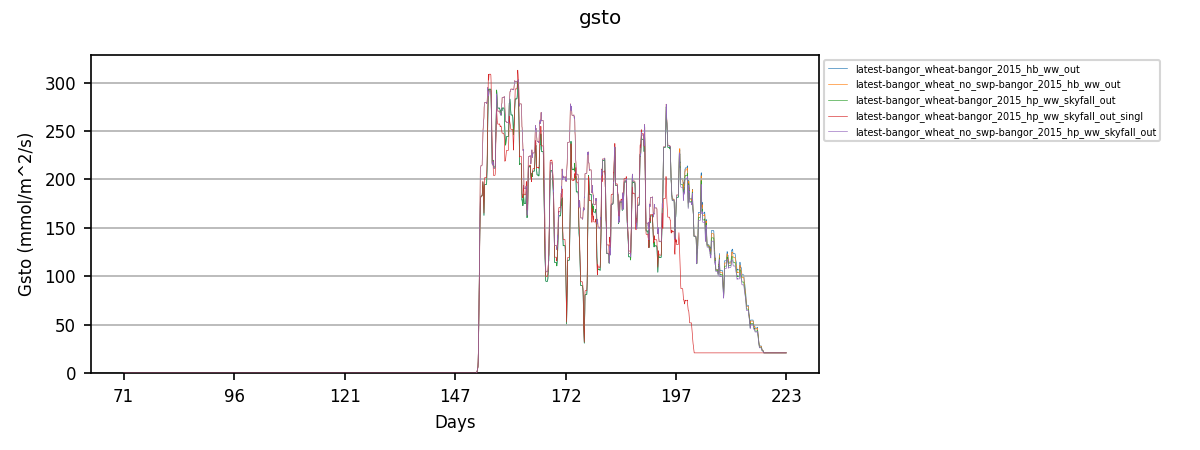 gsto
300
250
200
150
100
50
0
Gsto (mmol/m^2/s)
71 96 121 147 172 197 223
Days
latest-bangor_wheat-bangor_2015_hb_ww_out
latest-bangor_wheat_no_swp-bangor_2015_hb_ww_out
latest-bangor_wheat-bangor_2015_hp_ww_skyfall_out
latest-bangor_wheat-bangor_2015_hp_ww_skyfall_out_singl
latest-bangor_wheat_no_swp-bangor_2015_hp_ww_skyfall_out